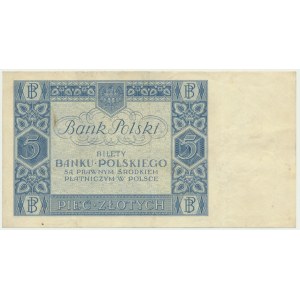 Bank Polski
BILETY
BANKU POLSKIEGO
SĄ PRAWNYM ŚRODKIEM
PŁATNICZYM W POLSCE
5 5
PIĘĆ ZŁOTYCH